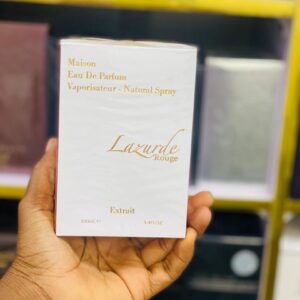 Maison
Eau De Parfum
Vaporisateur - Natural Spray
Lazurde
Rouge
Extrait